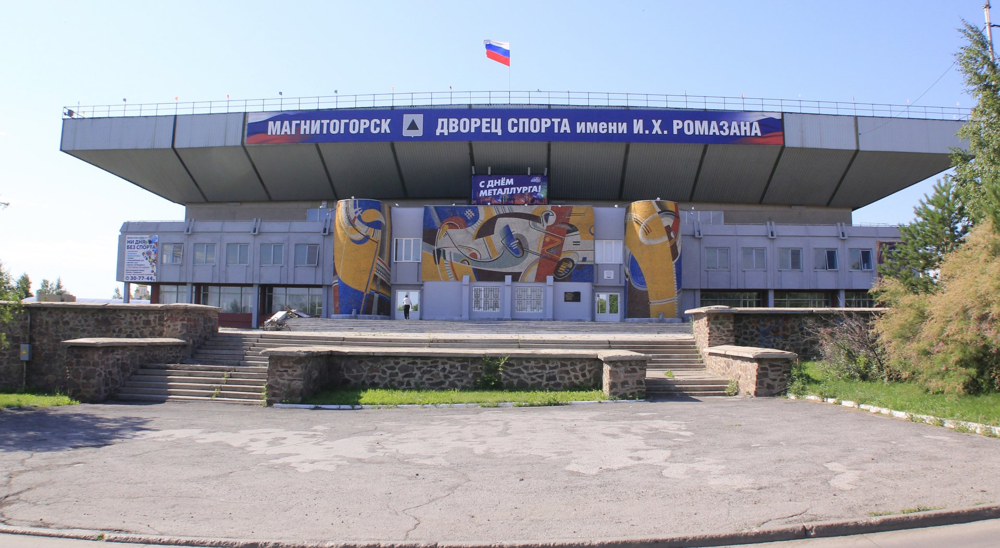 МАГНИТОГОРСК ДВОРЕЦ СПОРТА имени И. Х. РОМАЗАНА
С ДНЁМ
МЕТАЛЛУРГА!
НИ ДНЯ
БЕЗ СПОРТА
30-77-44